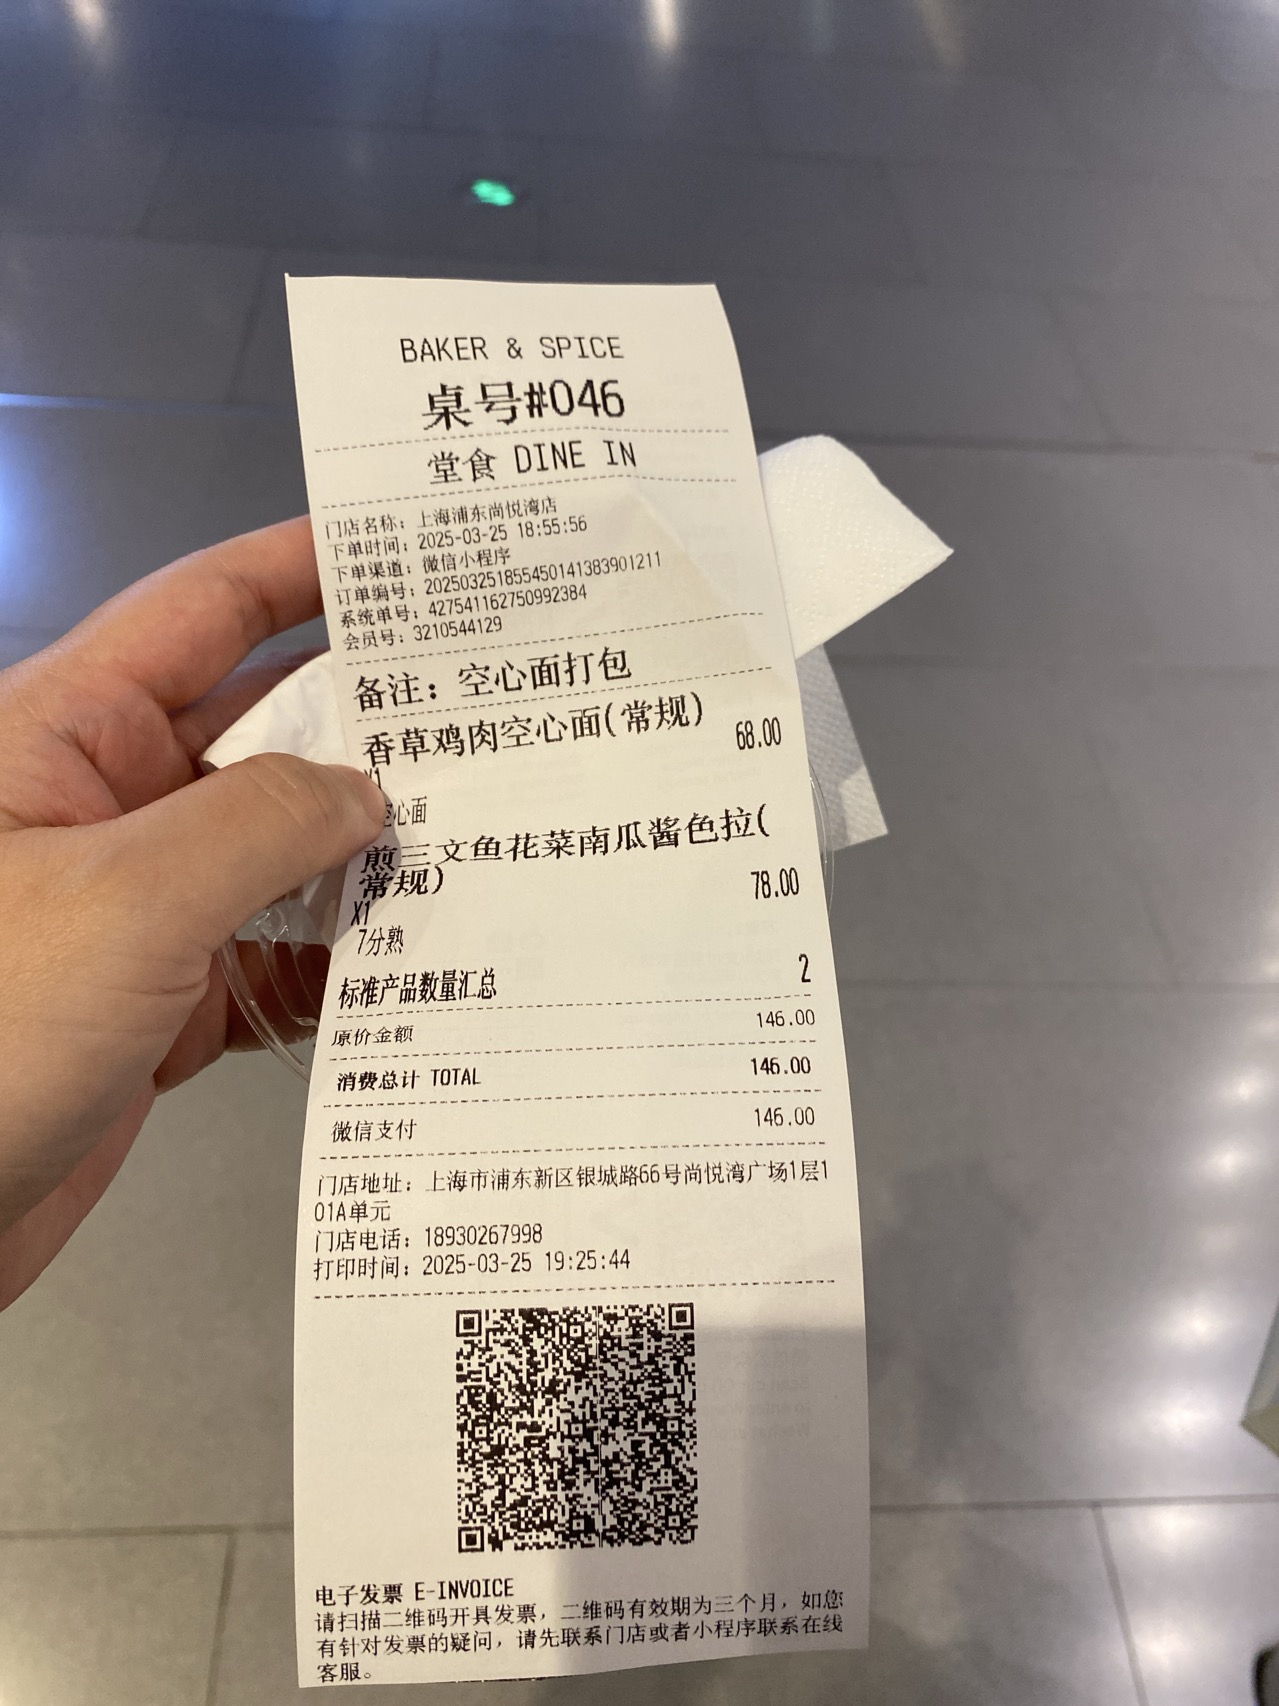 BAKER & SPICE
桌号#046
堂食 DINE IN
门店名称：上海浦东尚悦湾店
下单时间：2025-03-25 18:55:56
下单渠道：微信小程序
订单编号：20250325185545014138390​1211
系统单号：427541162750992384
会员号：3210544129
备注：空心面打包
香草鸡肉空心面(常规) 68.00
X1
空心面
煎三文鱼花菜南瓜酱色拉(
常规) 78.00
X1
7分熟
标准产品数量汇总 2
原价金额 146.00
消费总计 TOTAL 146.00
微信支付 146.00
门店地址：上海市浦东新区银城路66号尚悦湾广场1层1
01A单元
门店电话：18930267998
打印时间：2025-03-25 19:25:44
电子发票 E-INVOICE
请扫描二维码开具发票，二维码有效期为三个月，如您
有针对发票的疑问，请先联系门店或者小程序联系在线
客服。